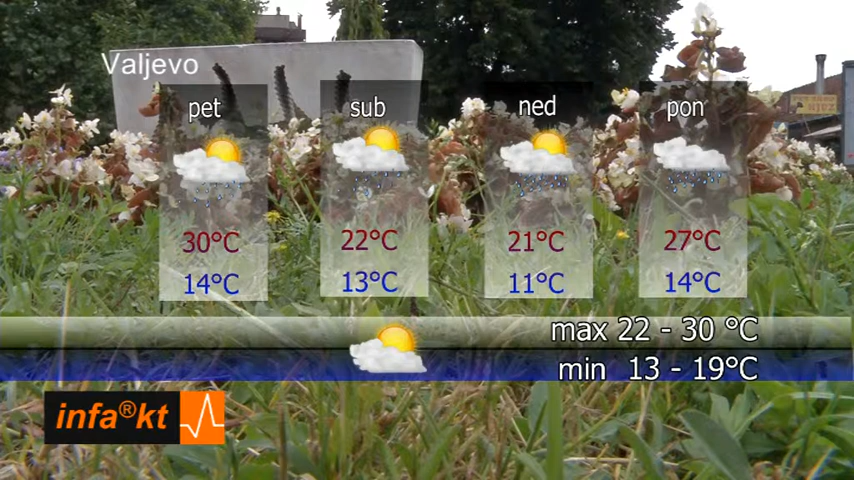 Valjevo
pet sub ned pon
30°C 22°C 21°C 27°C
14°C 13°C 11°C 14°C
max 22 - 30 °C
min 13 - 19°C
infa®kt